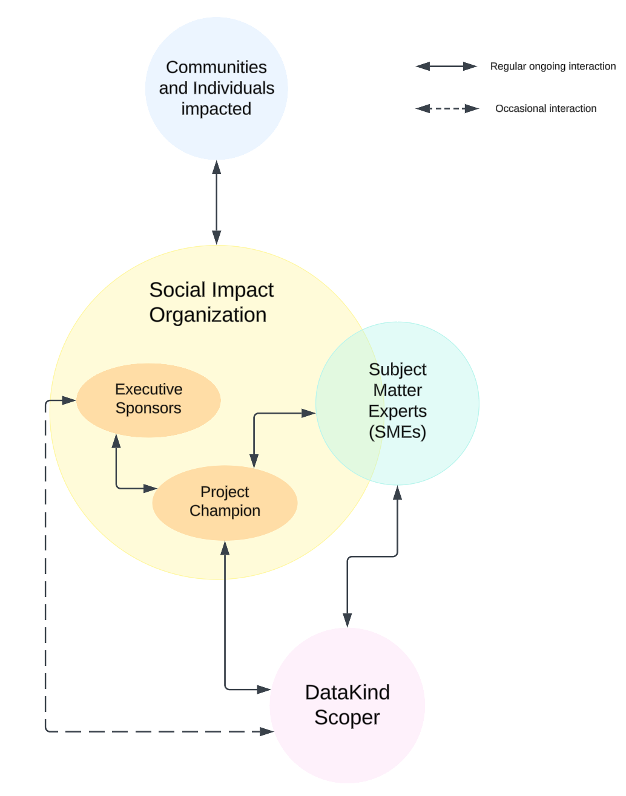 Communities
and Individuals
impacted
Regular ongoing interaction
Occasional interaction
Social Impact
Organization
Executive
Sponsors
Subject
Matter
Experts
(SMEs)
Project
Champion
DataKind
Scoper